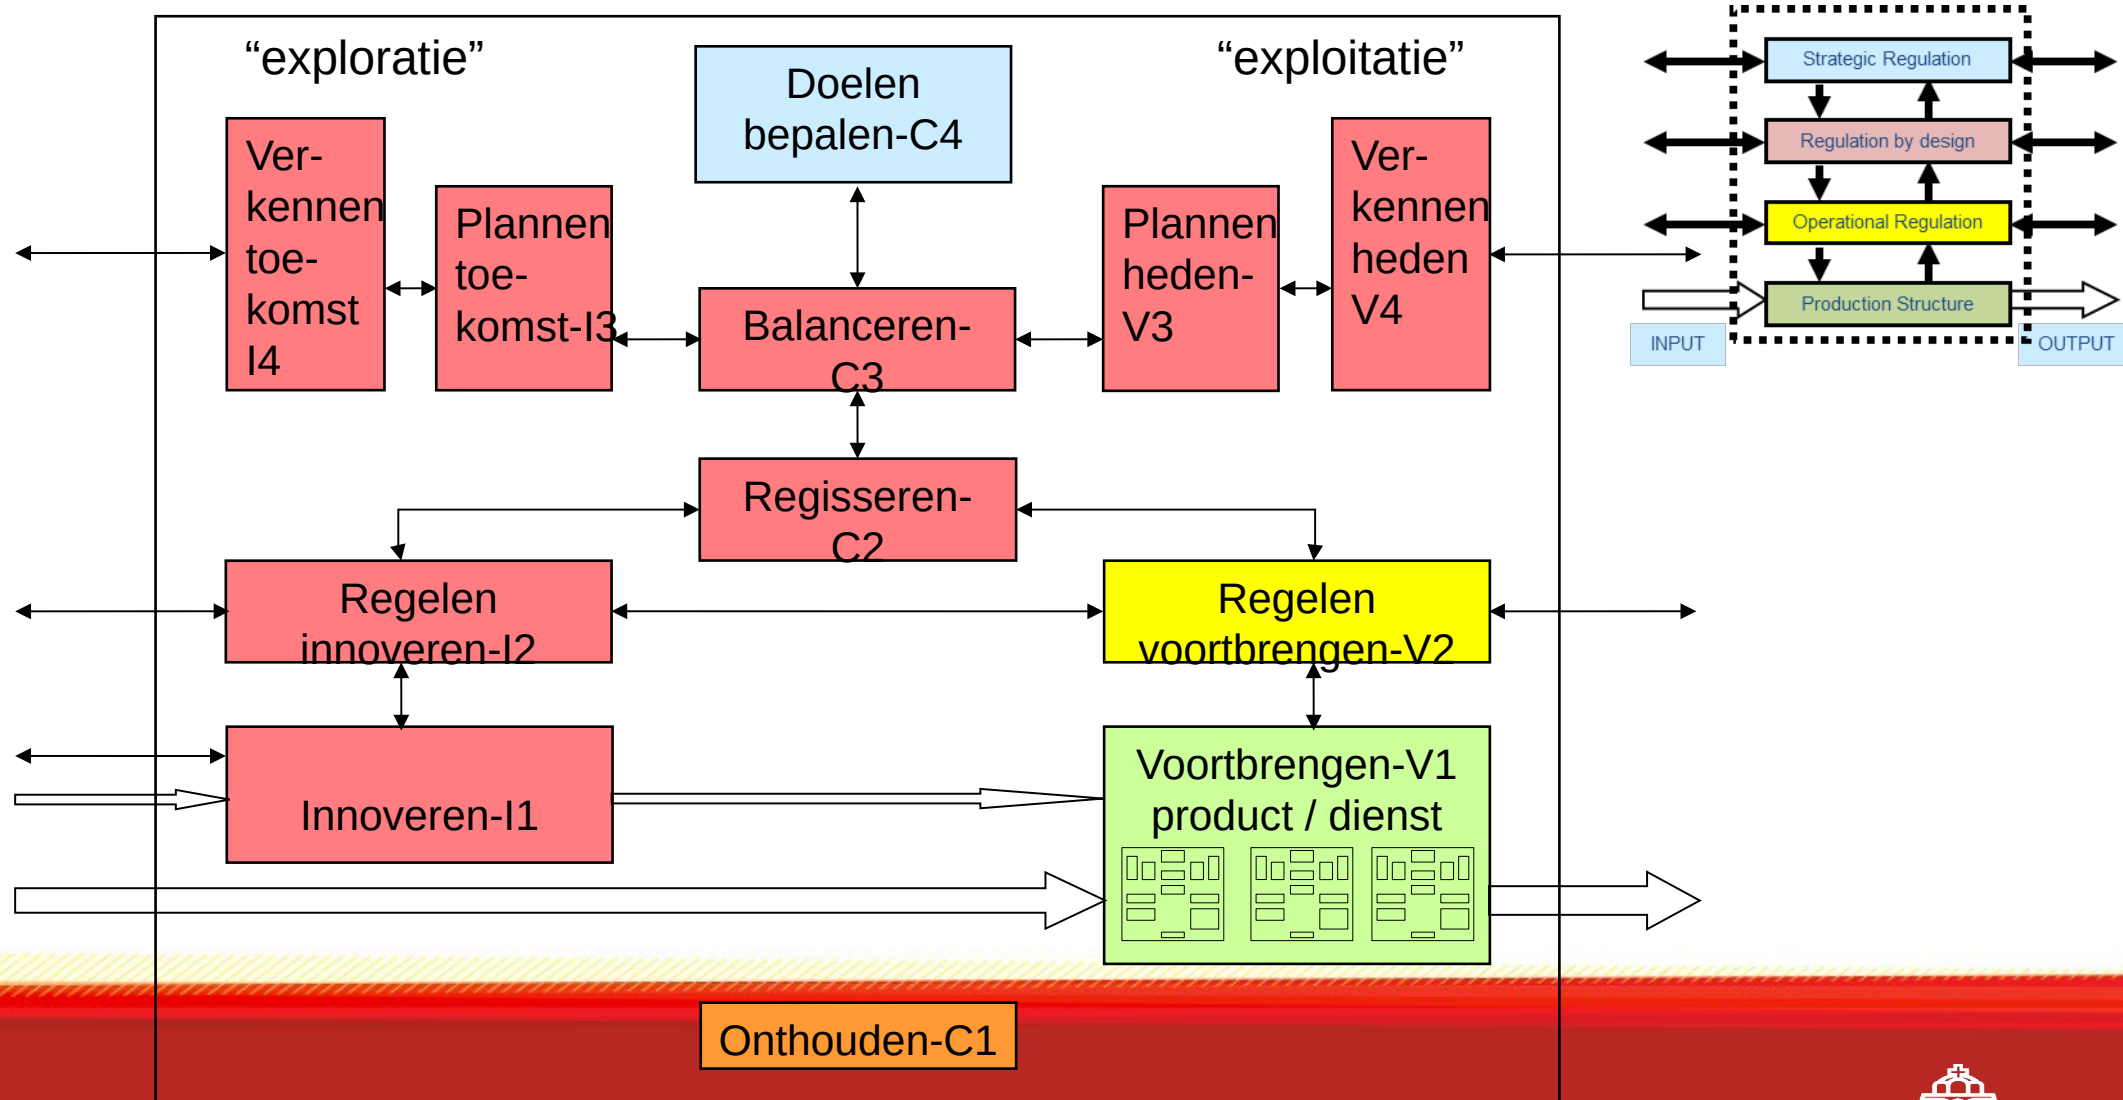 “exploratie”
“exploitatie”
Doelen
bepalen-C4
Ver-
kennen
toe-
komst
I4
Plannen
toe-
komst-I3
Balanceren-
C3
Plannen
heden-
V3
Ver-
kennen
heden
V4
Regisseren-
C2
Regelen
innoveren-I2
Regelen
voortbrengen-V2
Innoveren-I1
Voortbrengen-V1
product / dienst
Onthouden-C1
Strategic Regulation
Regulation by design
Operational Regulation
Production Structure
INPUT
OUTPUT